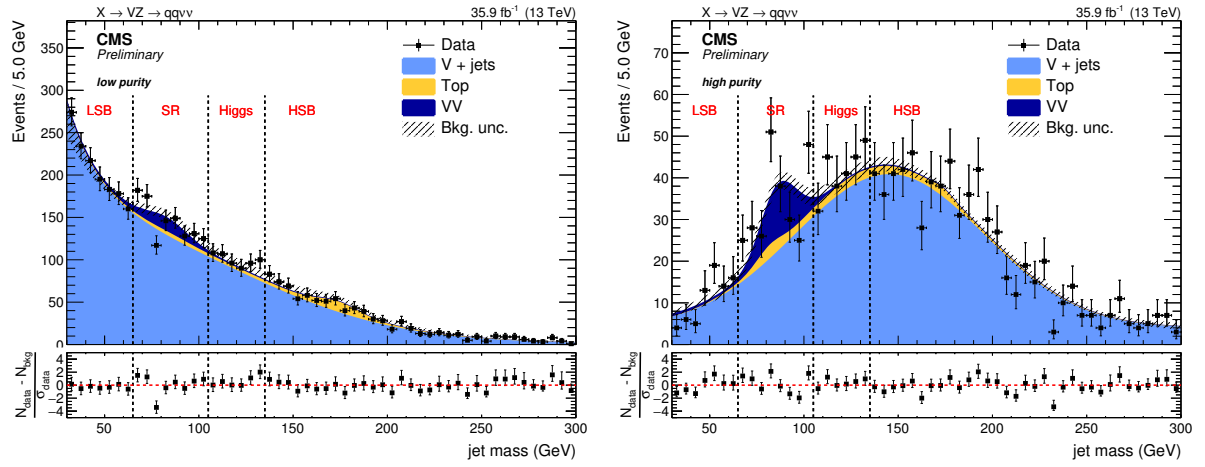 X → VZ → qqνν 35.9 fb⁻¹ (13 TeV)
CMS
Preliminary
low purity
Data
V + jets
Top
VV
Bkg. unc.
LSB SR Higgs HSB
Events / 5.0 GeV
350
300
250
200
150
100
50
0
N_data - N_bkg
σ_data
4
2
0
−2
−4
50 100 150 200 250 300
jet mass (GeV)
X → VZ → qqνν 35.9 fb⁻¹ (13 TeV)
CMS
Preliminary
high purity
Data
V + jets
Top
VV
Bkg. unc.
LSB SR Higgs HSB
Events / 5.0 GeV
70
60
50
40
30
20
10
0
N_data - N_bkg
σ_data
4
2
0
−2
−4
50 100 150 200 250 300
jet mass (GeV)